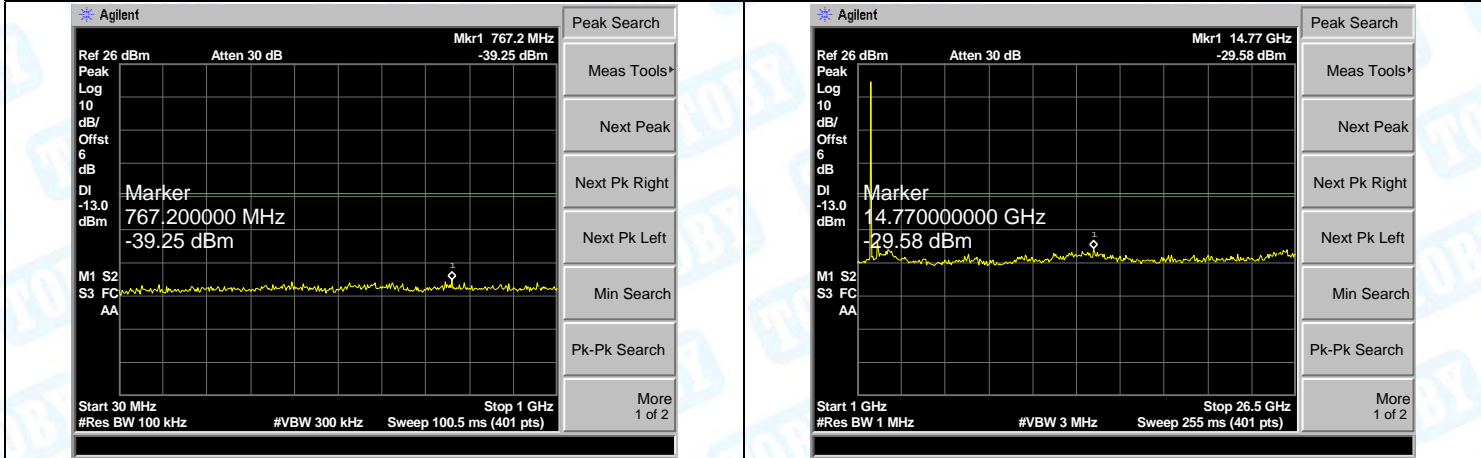 Agilent
Peak Search
Mkr1 767.2 MHz
Ref 26 dBm Atten 30 dB -39.25 dBm
Peak
Log
10
dB/
Offst
6
dB
DI
-13.0
dBm
Marker
767.200000 MHz
-39.25 dBm
1
M1 S2
S3 FC
AA
Start 30 MHz Stop 1 GHz
#Res BW 100 kHz #VBW 300 kHz Sweep 100.5 ms (401 pts)
Meas Tools
Next Peak
Next Pk Right
Next Pk Left
Min Search
Pk-Pk Search
More
1 of 2
Agilent
Peak Search
Mkr1 14.77 GHz
Ref 26 dBm Atten 30 dB -29.58 dBm
Peak
Log
10
dB/
Offst
6
dB
DI
-13.0
dBm
Marker
14.770000000 GHz
-29.58 dBm
1
M1 S2
S3 FC
AA
Start 1 GHz Stop 26.5 GHz
#Res BW 1 MHz #VBW 3 MHz Sweep 255 ms (401 pts)
Meas Tools
Next Peak
Next Pk Right
Next Pk Left
Min Search
Pk-Pk Search
More
1 of 2
TOBY